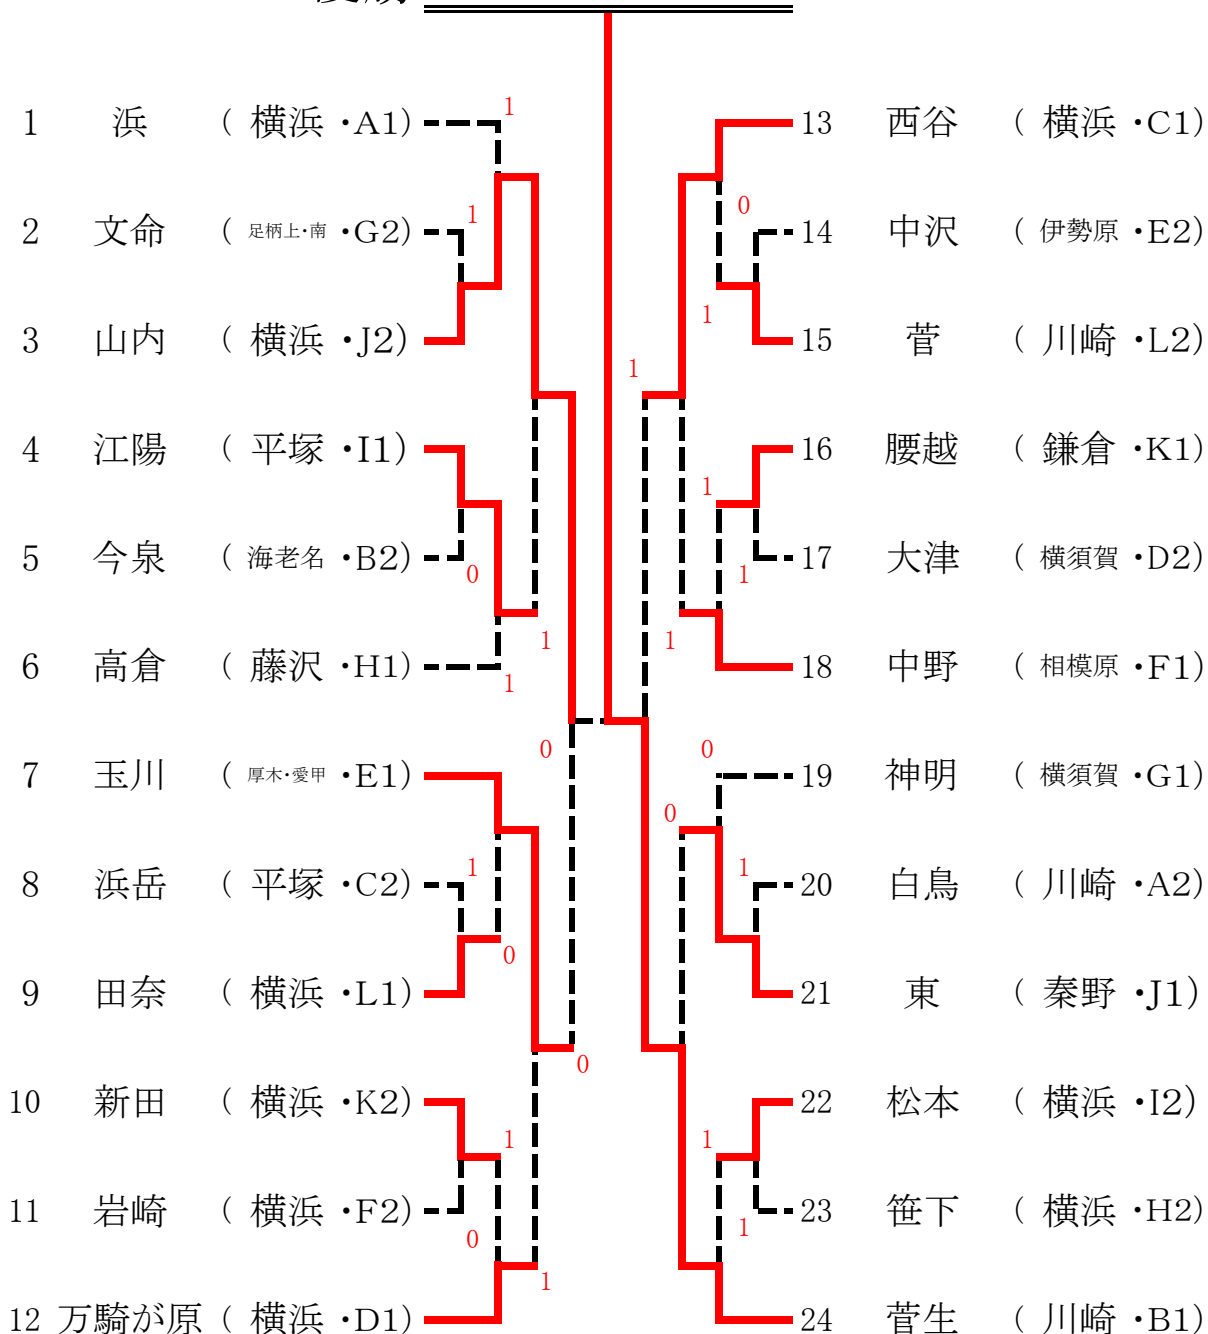 1 浜 ( 横浜 ・A1)
2 文命 ( 足柄上・南 ・G2)
3 山内 ( 横浜 ・J2)
4 江陽 ( 平塚 ・I1)
5 今泉 ( 海老名 ・B2)
6 高倉 ( 藤沢 ・H1)
7 玉川 ( 厚木・愛甲 ・E1)
8 浜岳 ( 平塚 ・C2)
9 田奈 ( 横浜 ・L1)
10 新田 ( 横浜 ・K2)
11 岩崎 ( 横浜 ・F2)
12 万騎が原 ( 横浜 ・D1)
1
1
0
1
1
0
1
0
0
1
0
1
1
0
1
1
1
1
0
0
1
1
1
13 西谷 ( 横浜 ・C1)
14 中沢 ( 伊勢原 ・E2)
15 菅 ( 川崎 ・L2)
16 腰越 ( 鎌倉 ・K1)
17 大津 ( 横須賀 ・D2)
18 中野 ( 相模原 ・F1)
19 神明 ( 横須賀 ・G1)
20 白鳥 ( 川崎 ・A2)
21 東 ( 秦野 ・J1)
22 松本 ( 横浜 ・I2)
23 笹下 ( 横浜 ・H2)
24 菅生 ( 川崎 ・B1)